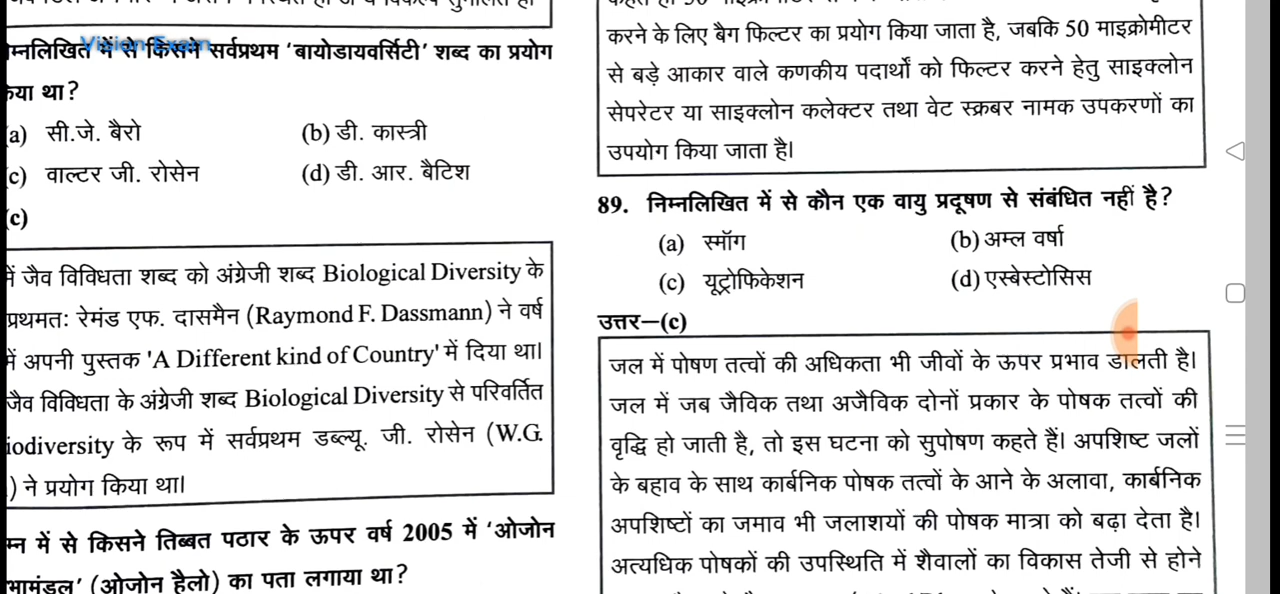 Vision Exam
में से किसने सर्वप्रथम 'बायोडायवर्सिटी' शब्द का प्रयोग
था?
सी.जे. बैरो (b) डी. कास्त्री
वाल्टर जी. रोसेन (d) डी. आर. बैटिश
(c)
में जैव विविधता शब्द को अंग्रेजी शब्द Biological Diversity के
प्रथमतः रेमंड एफ. दासमैन (Raymond F. Dassmann) ने वर्ष
में अपनी पुस्तक 'A Different kind of Country' में दिया था।
जैव विविधता के अंग्रेजी शब्द Biological Diversity से परिवर्तित
iodiversity के रूप में सर्वप्रथम डब्ल्यू. जी. रोसेन (W.G.
) ने प्रयोग किया था।
में से किसने तिब्बत पठार के ऊपर वर्ष 2005 में 'ओजोन
(ओजोन हैलो) का पता लगाया था?
करने के लिए बैग फिल्टर का प्रयोग किया जाता है, जबकि 50 माइक्रोमीटर
से बड़े आकार वाले कणकीय पदार्थों को फिल्टर करने हेतु साइक्लोन
सेपरेटर या साइक्लोन कलेक्टर तथा वेट स्क्रबर नामक उपकरणों का
उपयोग किया जाता है।
89. निम्नलिखित में से कौन एक वायु प्रदूषण से संबंधित नहीं है?
(a) स्मॉग (b) अम्ल वर्षा
(c) यूट्रोफिकेशन (d) एस्बेस्टोसिस
उत्तर—(c)
जल में पोषण तत्वों की अधिकता भी जीवों के ऊपर प्रभाव डालती है।
जल में जब जैविक तथा अजैविक दोनों प्रकार के पोषक तत्वों की
वृद्धि हो जाती है, तो इस घटना को सुपोषण कहते हैं। अपशिष्ट जलों
के बहाव के साथ कार्बनिक पोषक तत्वों के आने के अलावा, कार्बनिक
अपशिष्टों का जमाव भी जलाशयों की पोषक मात्रा को बढ़ा देता है।
अत्यधिक पोषकों की उपस्थिति में शैवालों का विकास तेजी से होने